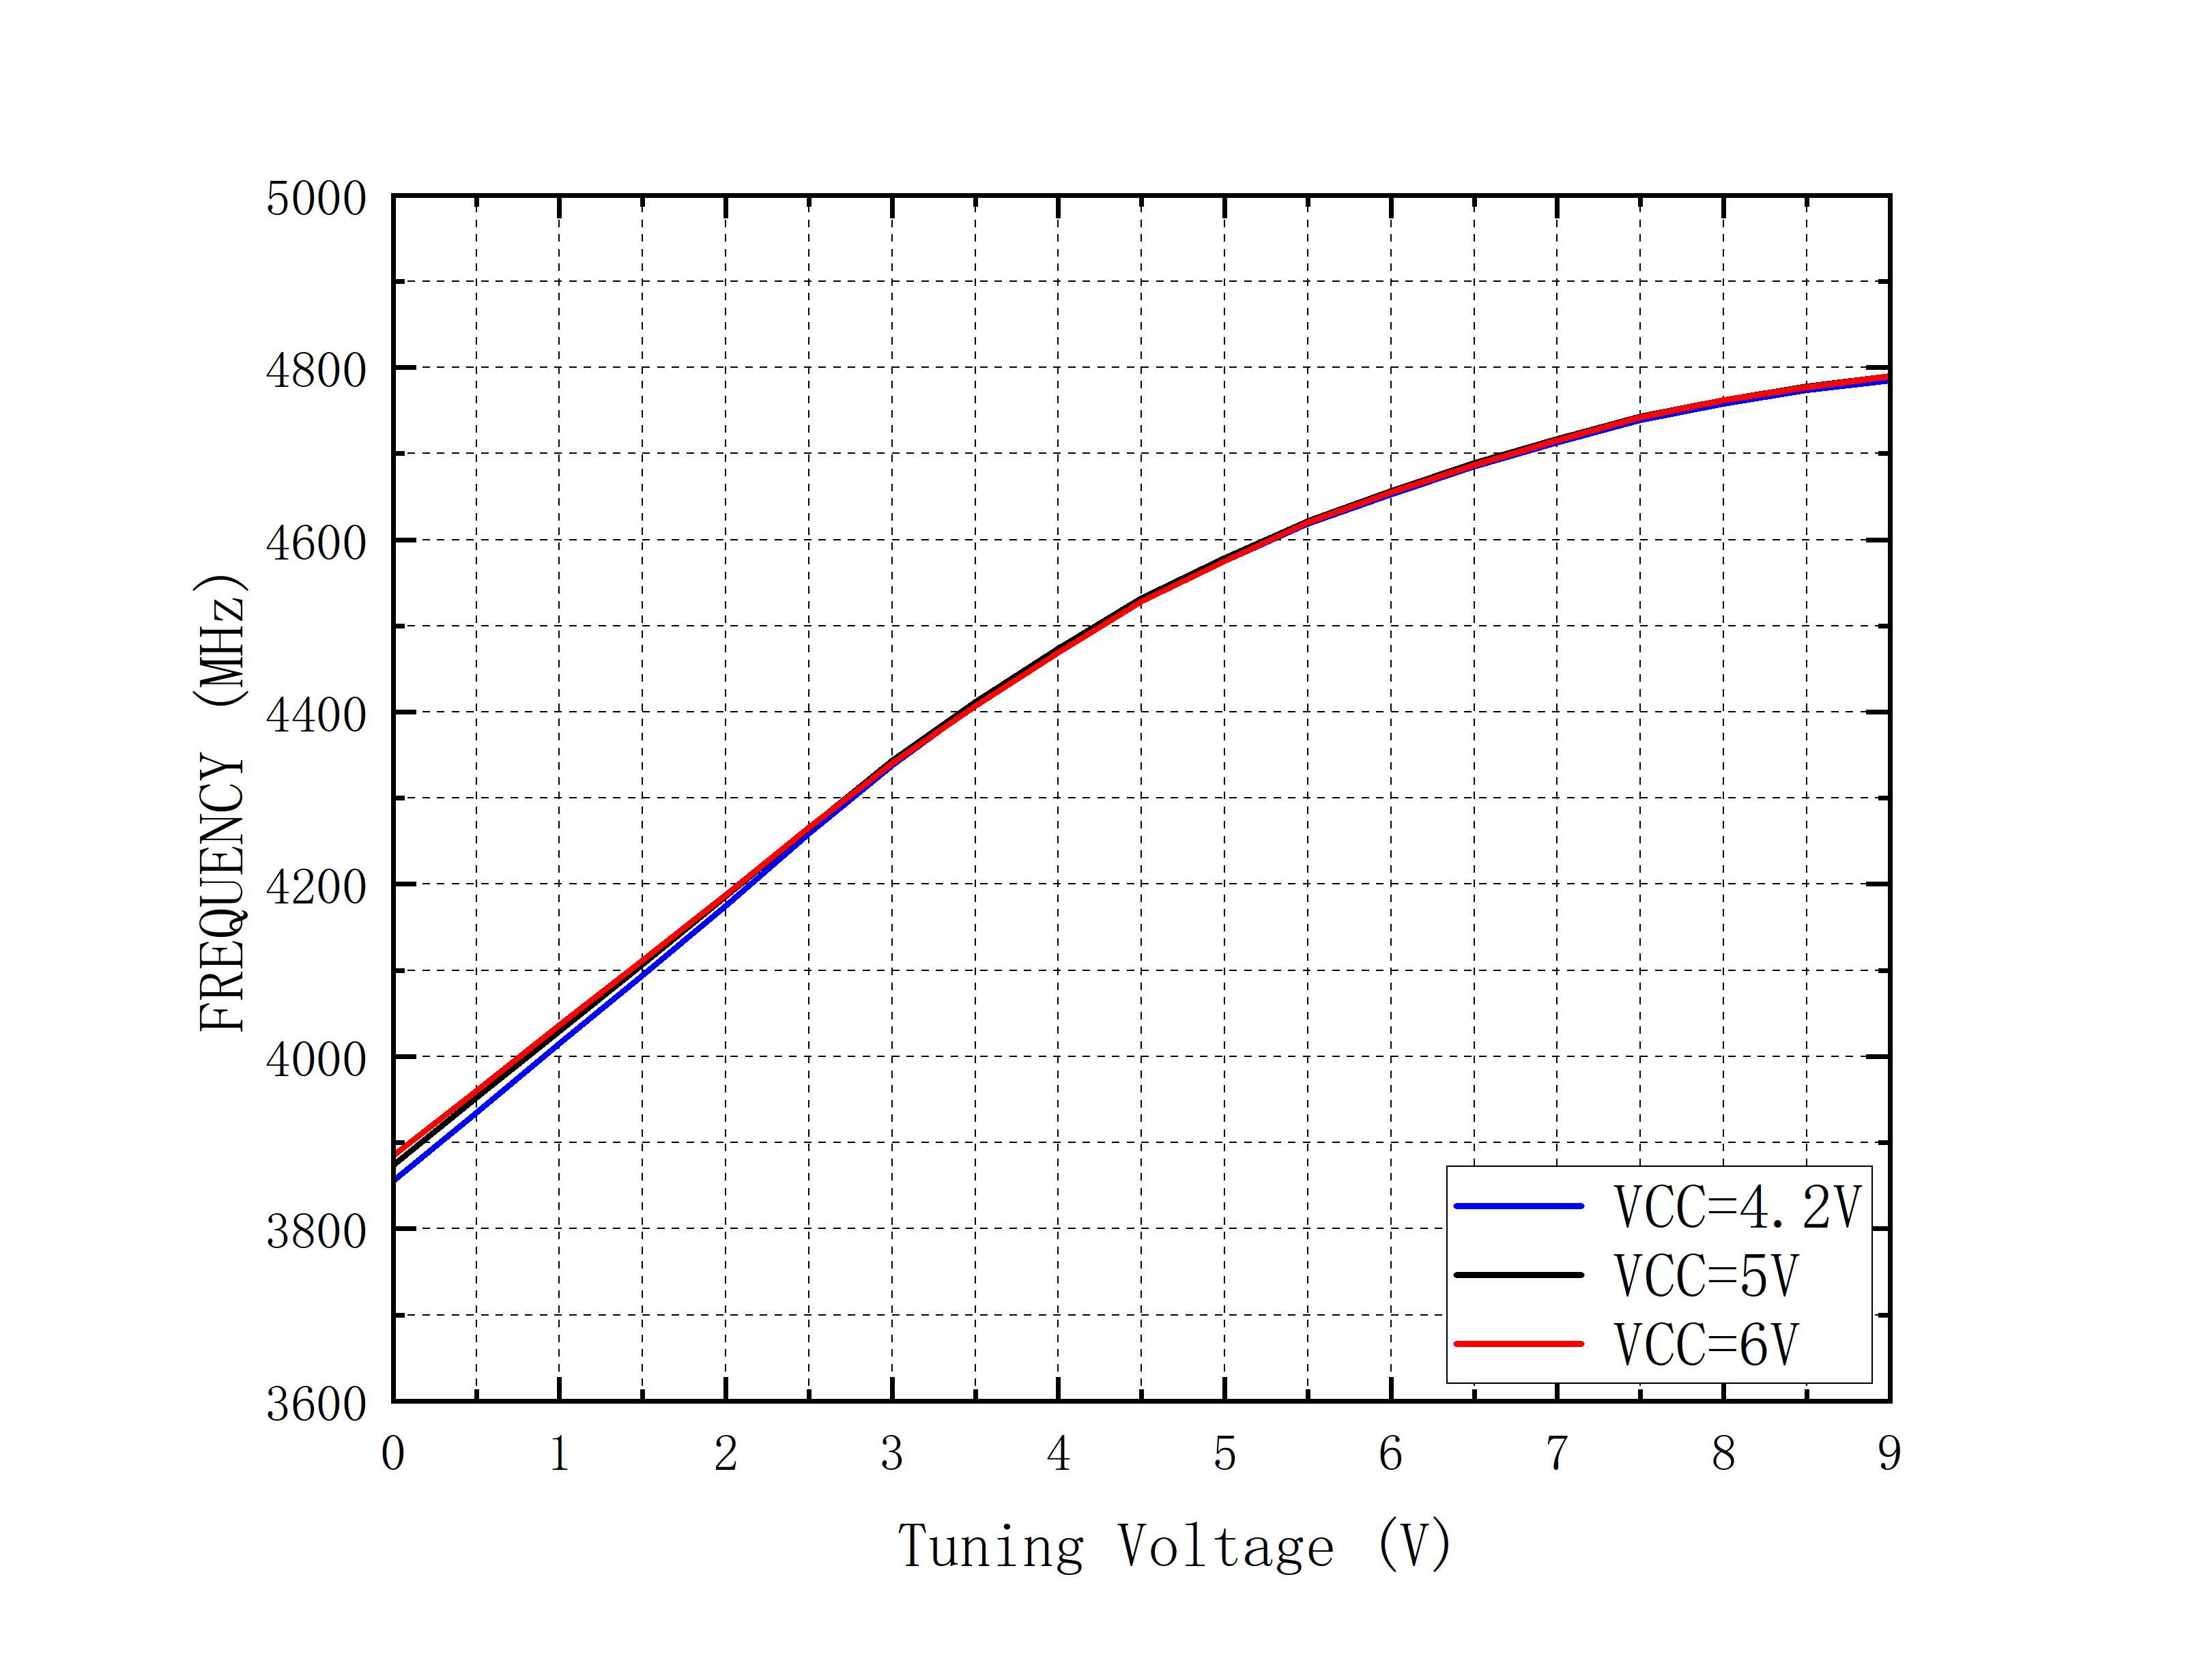 5000
4800
4600
4400
4200
4000
3800
3600
FREQUENCY (MHz)
0 1 2 3 4 5 6 7 8 9
Tuning Voltage (V)
VCC=4.2V
VCC=5V
VCC=6V